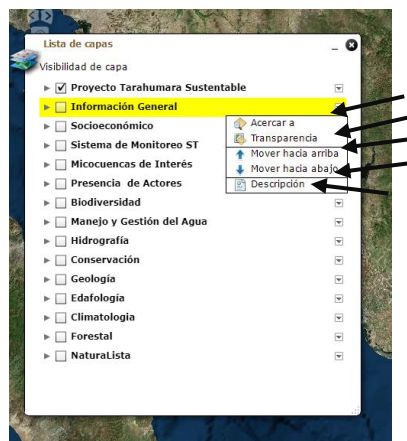 Lista de capas
Visibilidad de capa
Proyecto Tarahumara Sustentable
Información General
Socioeconómico
Acercar a
Sistema de Monitoreo ST
Transparencia
Mover hacia arriba
Micocuencas de Interés
Mover hacia abajo
Presencia de Actores
Descripción
Biodiversidad
Manejo y Gestión del Agua
Hidrografía
Conservación
Geología
Edafología
Climatologia
Forestal
NaturaLista